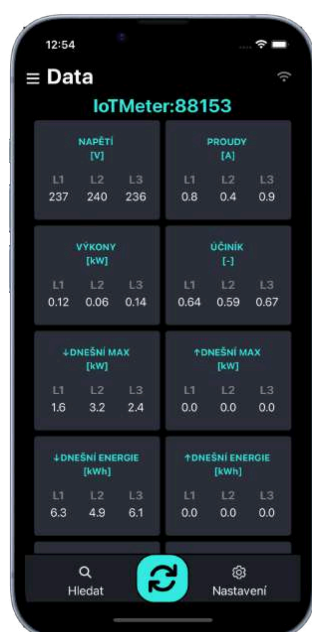 12:54
Data
IoTMeter:88153
NAPĚTÍ PROUDY
[V] [A]
L1 L2 L3 L1 L2 L3
237 240 236 0.8 0.4 0.9
VÝKONY ÚČINÍK
[kW] [-]
L1 L2 L3 L1 L2 L3
0.12 0.06 0.14 0.64 0.59 0.67
↓DNEŠNÍ MAX ↑DNEŠNÍ MAX
[kW] [kW]
L1 L2 L3 L1 L2 L3
1.6 3.2 2.4 0.0 0.0 0.0
↓DNEŠNÍ ENERGIE ↑DNEŠNÍ ENERGIE
[kWh] [kWh]
L1 L2 L3 L1 L2 L3
6.3 4.9 6.1 0.0 0.0 0.0
Hledat Nastavení